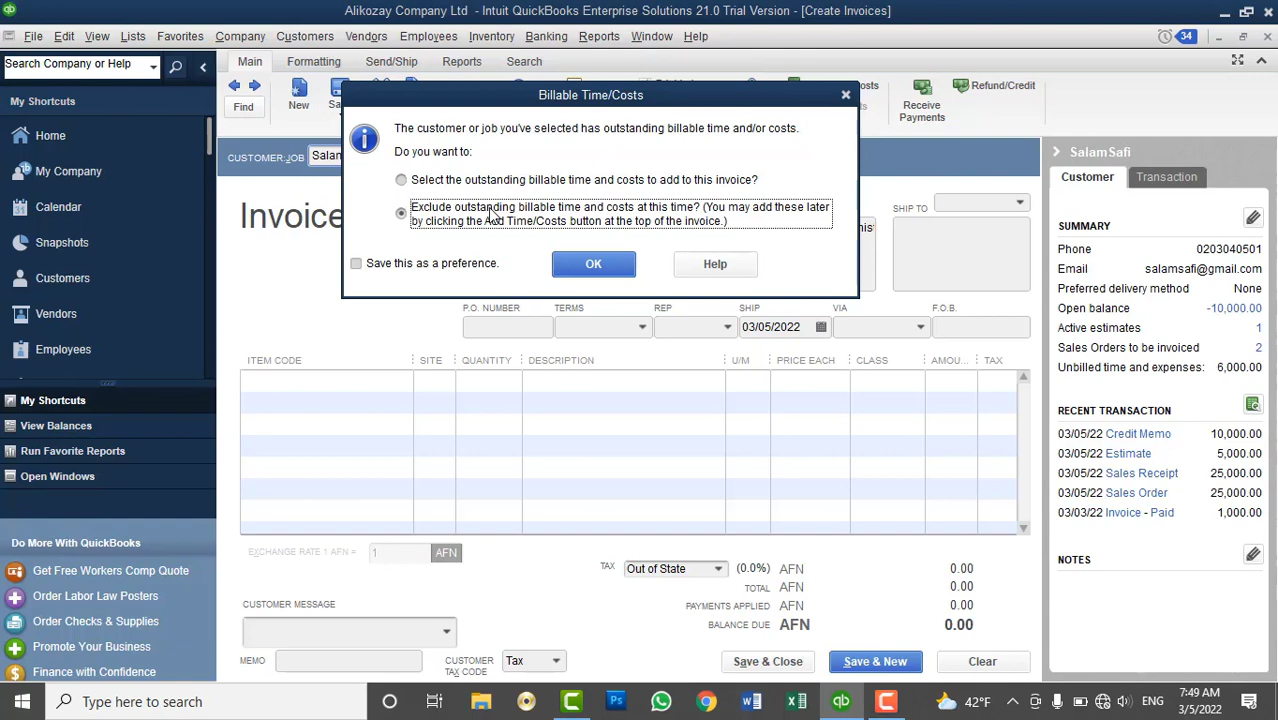 Alikozay Company Ltd - Intuit QuickBooks Enterprise Solutions 21.0 Trial Version - [Create Invoices]
File Edit View Lists Favorites Company Customers Vendors Employees Inventory Banking Reports Window Help
34
Search Company or Help
My Shortcuts
Home
My Company
Calendar
Snapshots
Customers
Vendors
Employees
My Shortcuts
View Balances
Run Favorite Reports
Open Windows
Do More With QuickBooks
Get Free Workers Comp Quote
Order Labor Law Posters
Order Checks & Supplies
Promote Your Business
Finance with Confidence
Main Formatting Send/Ship Reports Search
Find
New
Receive
Payments
Refund/Credit
CUSTOMER:JOB
Invoice
SHIP TO
Billable Time/Costs
The customer or job you've selected has outstanding billable time and/or costs.
Do you want to:
Select the outstanding billable time and costs to add to this invoice?
Exclude outstanding billable time and costs at this time? (You may add these later
by clicking the Add Time/Costs button at the top of the invoice.)
Save this as a preference.
OK
Help
P.O. NUMBER TERMS REP SHIP VIA F.O.B.
03/05/2022
ITEM CODE SITE QUANTITY DESCRIPTION U/M PRICE EACH CLASS AMOU... TAX
EXCHANGE RATE 1 AFN = 1 AFN
TAX Out of State (0.0%) AFN 0.00
TOTAL AFN 0.00
PAYMENTS APPLIED AFN 0.00
BALANCE DUE AFN 0.00
CUSTOMER MESSAGE
MEMO
CUSTOMER
TAX CODE
Tax
Save & Close
Save & New
Clear
SalamSafi
Customer Transaction
SUMMARY
Phone 0203040501
Email salamsafi@gmail.com
Preferred delivery method None
Open balance -10,000.00
Active estimates 1
Sales Orders to be invoiced 2
Unbilled time and expenses: 6,000.00
RECENT TRANSACTION
03/05/22 Credit Memo 10,000.00
03/05/22 Estimate 5,000.00
03/05/22 Sales Receipt 25,000.00
03/05/22 Sales Order 25,000.00
03/03/22 Invoice - Paid 1,000.00
NOTES
Type here to search
42°F
ENG
7:49 AM
3/5/2022